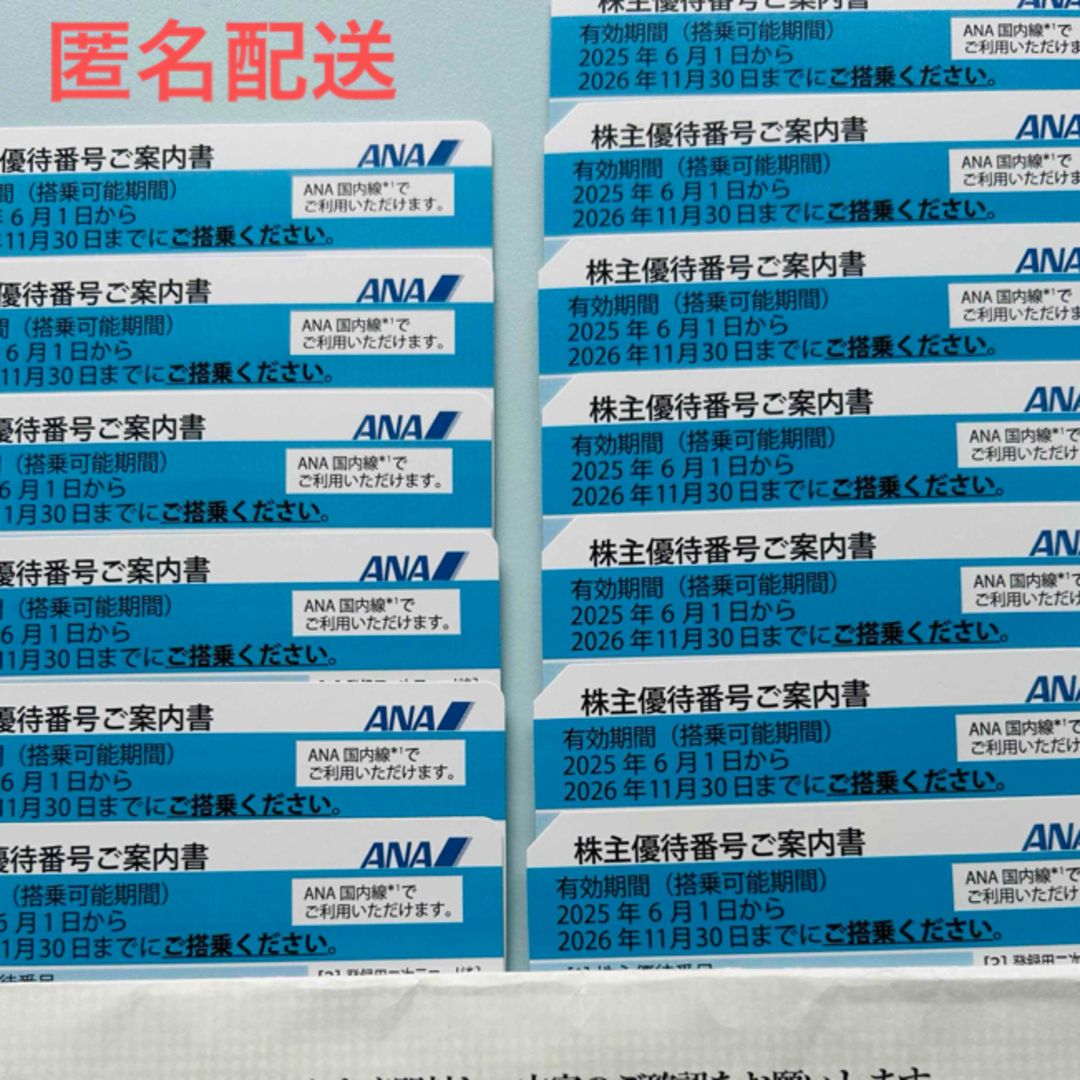 匿名配送
優待番号ご案内書
ANA
間（搭乗可能期間）
6月1日から
11月30日までにご搭乗ください。
ANA 国内線*1で
ご利用いただけます。
優待番号ご案内書
ANA
（搭乗可能期間）
6月1日から
11月30日までにご搭乗ください。
ANA 国内線*1で
ご利用いただけます。
優待番号ご案内書
ANA
（搭乗可能期間）
6月1日から
1月30日までにご搭乗ください。
ANA 国内線*1で
ご利用いただけます。
優待番号ご案内書
ANA
（搭乗可能期間）
6月1日から
11月30日までにご搭乗ください。
ANA 国内線*1で
ご利用いただけます。
優待番号ご案内書
ANA
（搭乗可能期間）
6月1日から
11月30日までにご搭乗ください。
ANA 国内線*1で
ご利用いただけます。
優待番号ご案内書
ANA
（搭乗可能期間）
6月1日から
1月30日までにご搭乗ください。
ANA 国内線*1で
ご利用いただけます。
株主優待番号ご案内書
有効期間（搭乗可能期間）
2025年6月1日から
2026年11月30日までにご搭乗ください。
ANA 国内線*1で
ご利用いただけま
株主優待番号ご案内書
ANA
有効期間（搭乗可能期間）
2025年6月1日から
2026年11月30日までにご搭乗ください。
ANA 国内線*1で
ご利用いただけま
株主優待番号ご案内書
ANA
有効期間（搭乗可能期間）
2025年6月1日から
2026年11月30日までにご搭乗ください。
ANA 国内線*1で
ご利用いただけま
株主優待番号ご案内書
ANA
有効期間（搭乗可能期間）
2025年6月1日から
2026年11月30日までにご搭乗ください。
ANA 国内線*1で
ご利用いただけ
株主優待番号ご案内書
AN
有効期間（搭乗可能期間）
2025年6月1日から
2026年11月30日までにご搭乗ください。
ANA 国内線*1で
ご利用いただけ
株主優待番号ご案内書
ANA
有効期間（搭乗可能期間）
2025年6月1日から
2026年11月30日までにご搭乗ください。
ANA 国内線*1で
ご利用いただけ
株主優待番号ご案内書
ANA
有効期間（搭乗可能期間）
2025年6月1日から
2026年11月30日までにご搭乗ください。
ANA 国内線*1で
ご利用いただけ